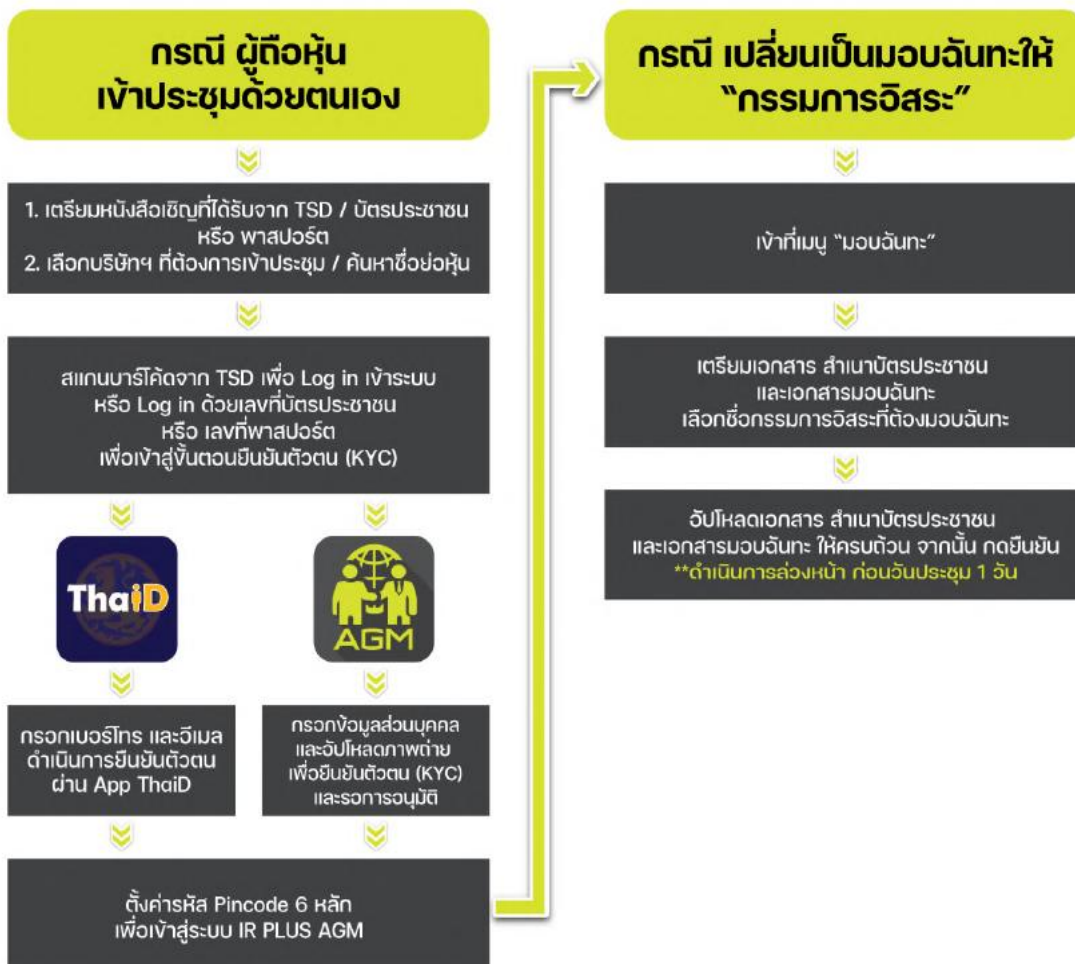 กรณี ผู้ถือหุ้น
เข้าประชุมด้วยตนเอง
1. เตรียมหนังสือเชิญที่ได้รับจาก TSD / บัตรประชาชน
หรือ พาสปอร์ต
2. เลือกบริษัทฯ ที่ต้องการเข้าประชุม / ค้นหาชื่อย่อหุ้น
สแกนบาร์โค้ดจาก TSD เพื่อ Log in เข้าระบบ
หรือ Log in ด้วยเลขที่บัตรประชาชน
หรือ เลขที่พาสปอร์ต
เพื่อเข้าสู่ขั้นตอนยืนยันตัวตน (KYC)
ThaiD
AGM
กรอกเบอร์โทร และอีเมล
ดำเนินการยืนยันตัวตน
ผ่าน App ThaiD
กรอกข้อมูลส่วนบุคคล
และอัปโหลดภาพถ่าย
เพื่อยืนยันตัวตน (KYC)
และรอการอนุมัติ
ตั้งค่ารหัส Pincode 6 หลัก
เพื่อเข้าสู่ระบบ IR PLUS AGM
กรณี เปลี่ยนเป็นมอบฉันทะให้
“กรรมการอิสระ”
เข้าที่เมนู “มอบฉันทะ”
เตรียมเอกสาร สำเนาบัตรประชาชน
และเอกสารมอบฉันทะ
เลือกชื่อกรรมการอิสระที่ต้องมอบฉันทะ
อัปโหลดเอกสาร สำเนาบัตรประชาชน
และเอกสารมอบฉันทะ ให้ครบถ้วน จากนั้น กดยืนยัน
**ดำเนินการล่วงหน้า ก่อนวันประชุม 1 วัน